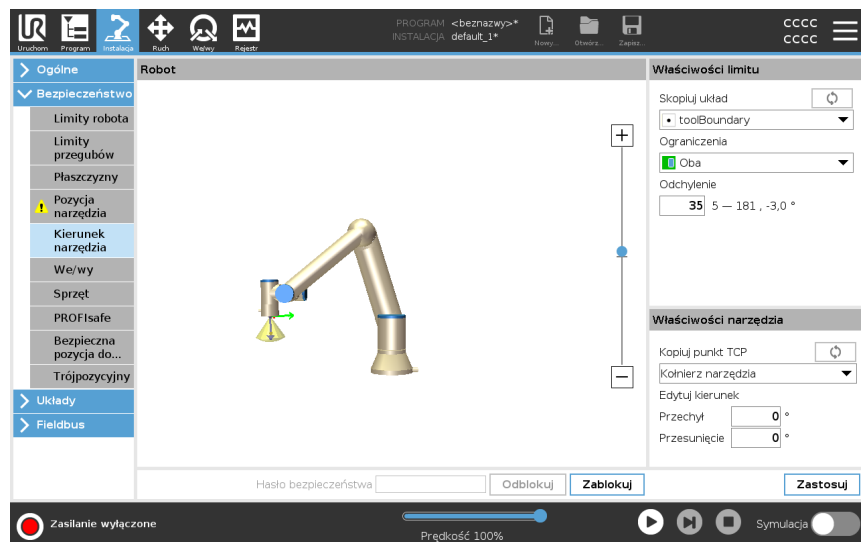 PROGRAM <beznazwy>*
INSTALACJA default_1*
Uruchom Program Instalacja Ruch We/wy Rejestr
Nowy... Otwórz... Zapisz...
CCCC
CCCC
Ogólne
Bezpieczeństwo
Limity robota
Limity
przegubów
Płaszczyzny
Pozycja
narzędzia
Kierunek
narzędzia
We/wy
Sprzęt
PROFIsafe
Bezpieczna
pozycja do...
Trójpozycyjny
Układy
Fieldbus
Robot
Właściwości limitu
Skopiuj układ
toolBoundary
Ograniczenia
Oba
Odchylenie
35 5 — 181 , -3,0 °
Właściwości narzędzia
Kopiuj punkt TCP
Kołnierz narzędzia
Edytuj kierunek
Przechył 0 °
Przesunięcie 0 °
Hasło bezpieczeństwa Odblokuj Zablokuj Zastosuj
Zasilanie wyłączone
Prędkość 100%
Symulacja